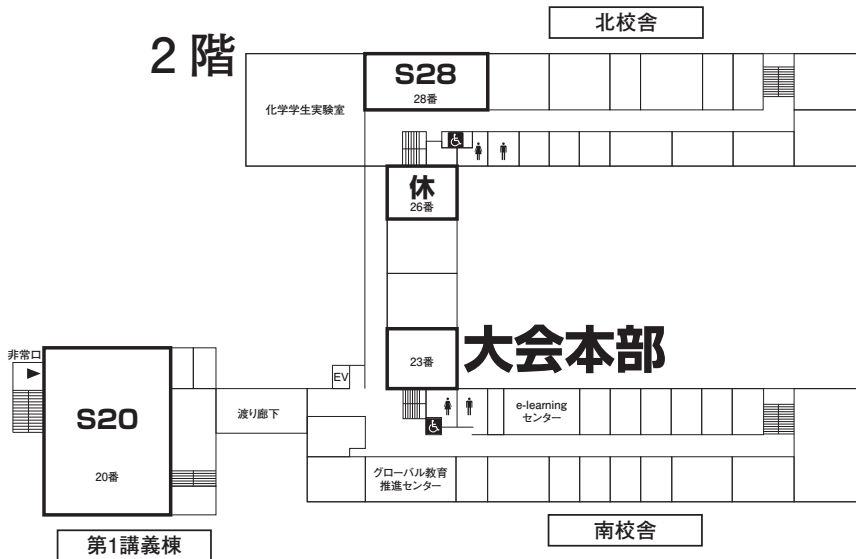 北校舎
2 階
S28
28番
化学学生実験室
休
26番
大会本部
23番
非常口
EV
S20
渡り廊下
e-learning
センター
20番
グローバル教育
推進センター
第1講義棟
南校舎